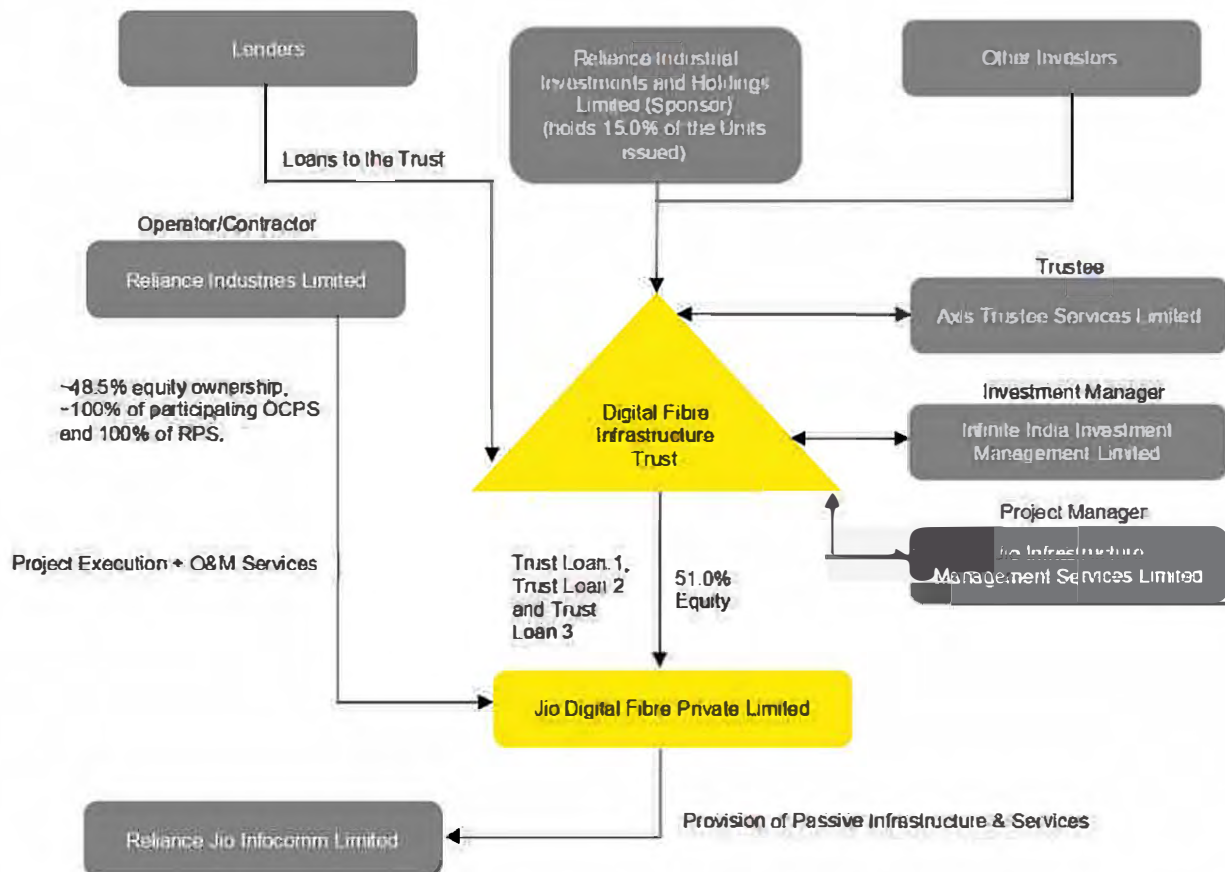 Lenders
Reliance Industrial
Investments and Holdings
Limited (Sponsor)
(holds 15.0% of the Units
issued)
Other Investors
Loans to the Trust
Operator/Contractor
Reliance Industries Limited
Trustee
Axis Trustee Services Limited
~48.5% equity ownership,
~100% of participating OCPS
and 100% of RPS.
Investment Manager
Infinite India Investment
Management Limited
Digital Fibre
Infrastructure
Trust
Project Manager
Jio Infrastructure
Management Services Limited
Project Execution + O&M Services
Trust Loan 1,
Trust Loan 2
and Trust
Loan 3
51.0%
Equity
Jio Digital Fibre Private Limited
Provision of Passive Infrastructure & Services
Reliance Jio Infocomm Limited